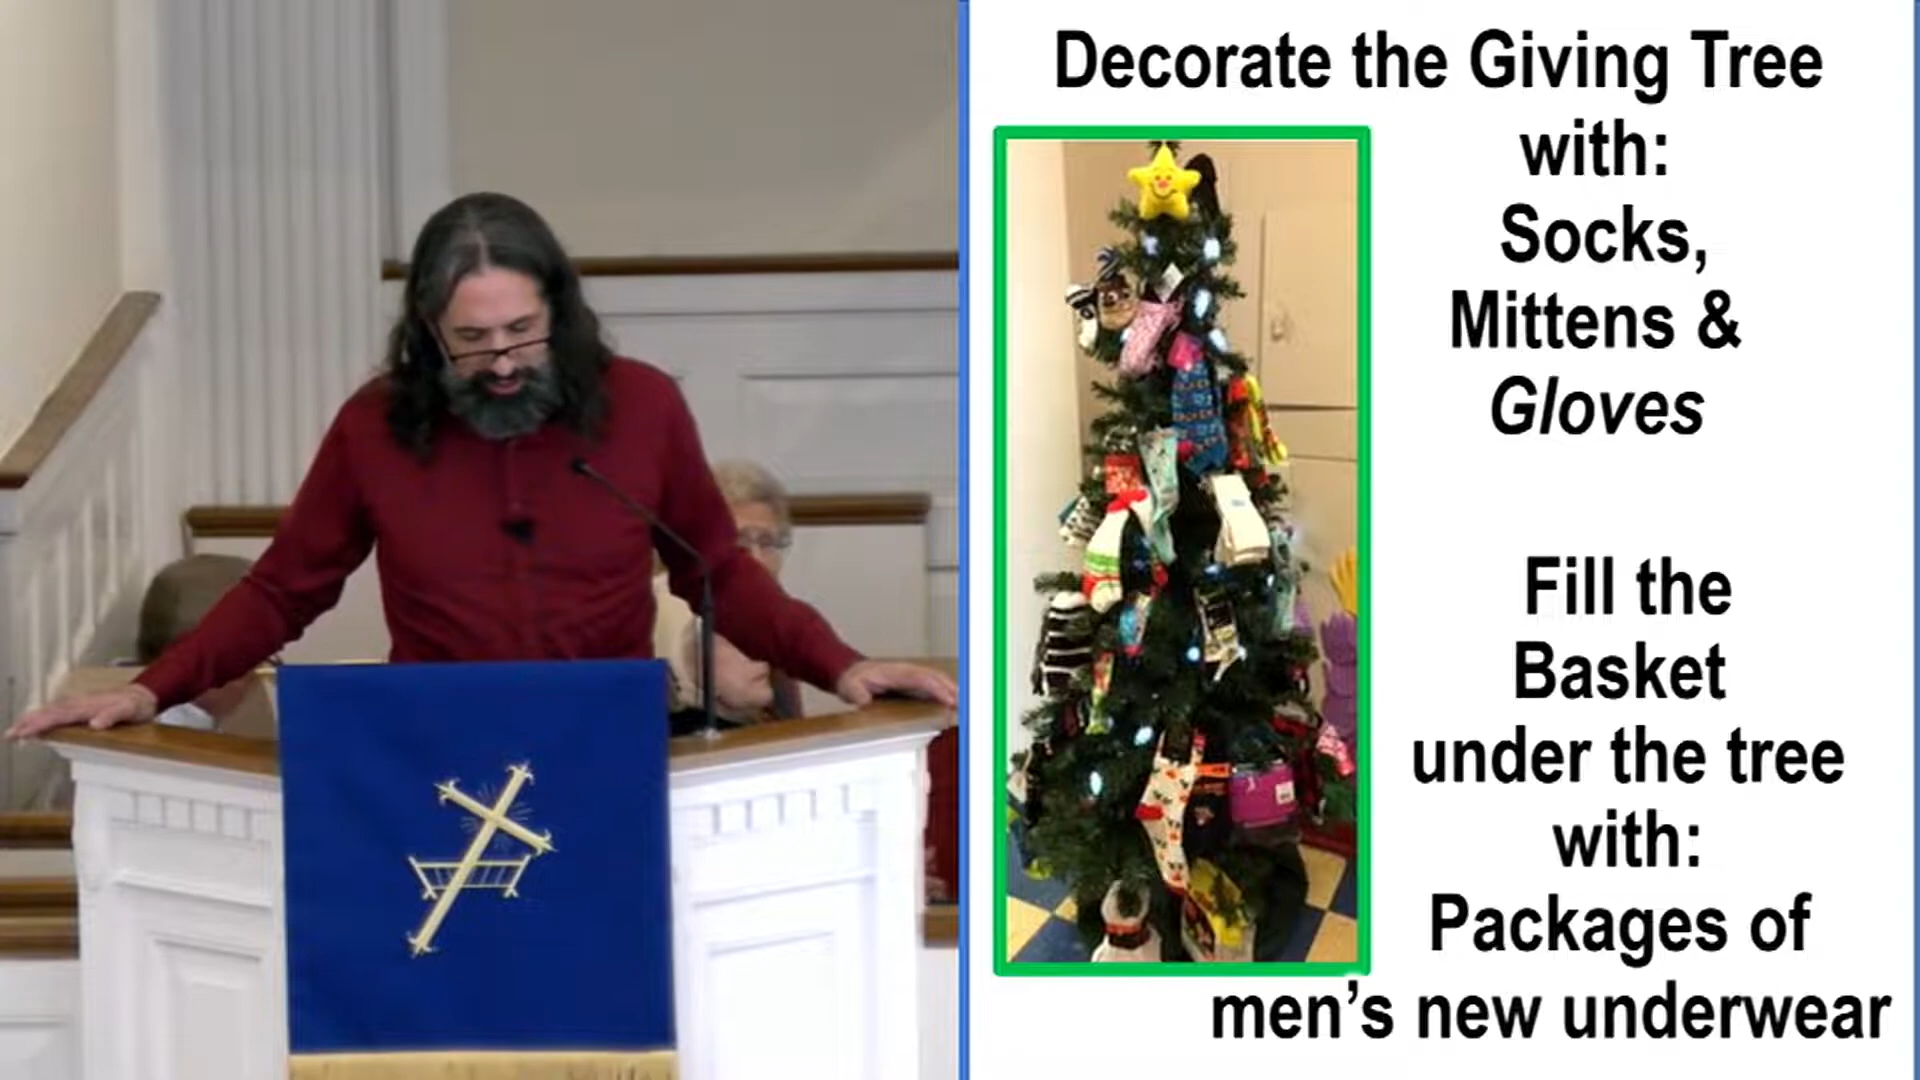 Decorate the Giving Tree
with:
Socks,
Mittens &
Gloves
Fill the
Basket
under the tree
with:
Packages of
men’s new underwear